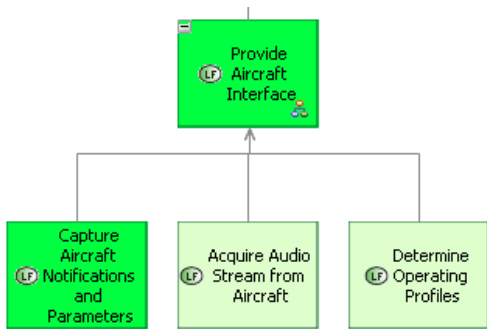 Provide
LF Aircraft
Interface
Capture
Aircraft
LF Notifications
and
Parameters
Acquire Audio
LF Stream from
Aircraft
Determine
LF Operating
Profiles